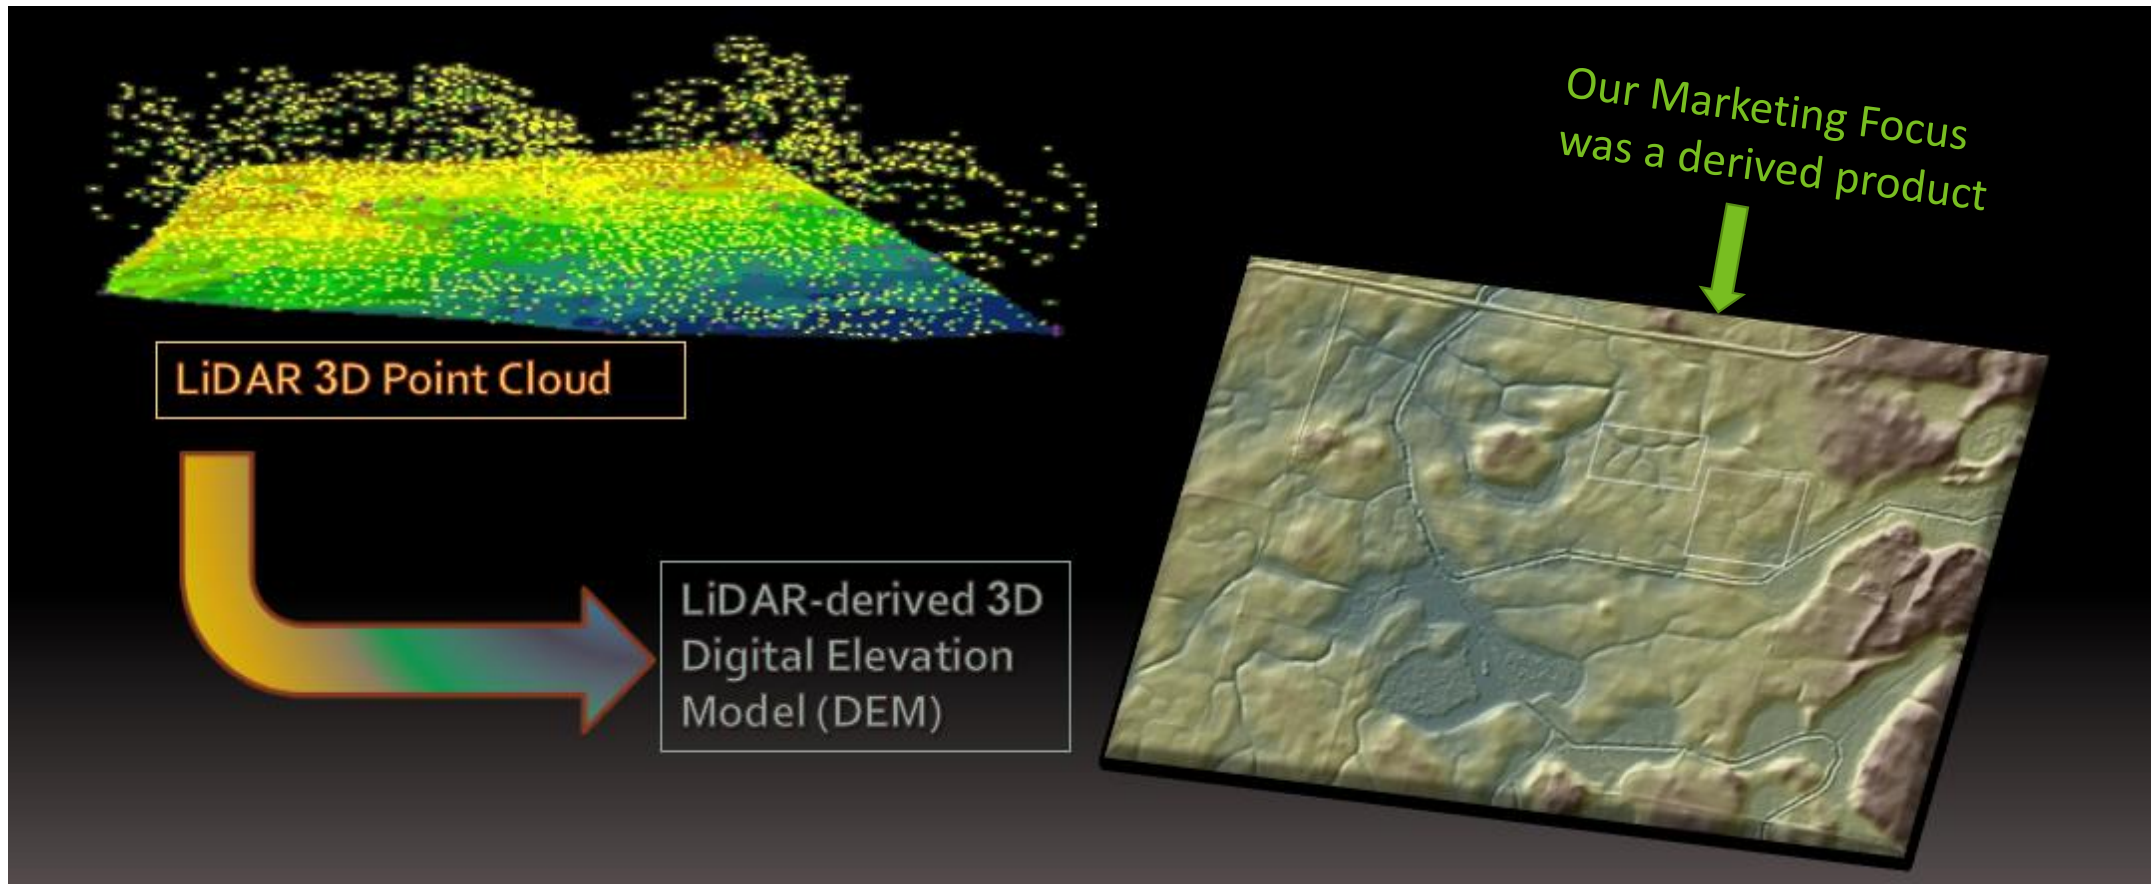 Our Marketing Focus
was a derived product
LiDAR 3D Point Cloud
LiDAR-derived 3D
Digital Elevation
Model (DEM)